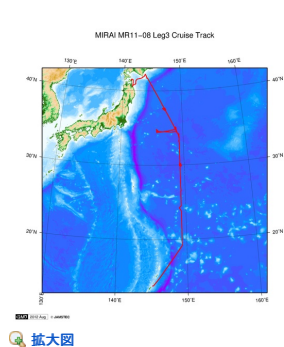 MIRAI MR11-08 Leg3 Cruise Track
130˚E 140˚E 150˚E 160˚E
40˚N 40˚N
30˚N 30˚N
20˚N 20˚N
130˚E 140˚E 150˚E 160˚E
GMT 2012 Aug © JAMSTEC
拡大図